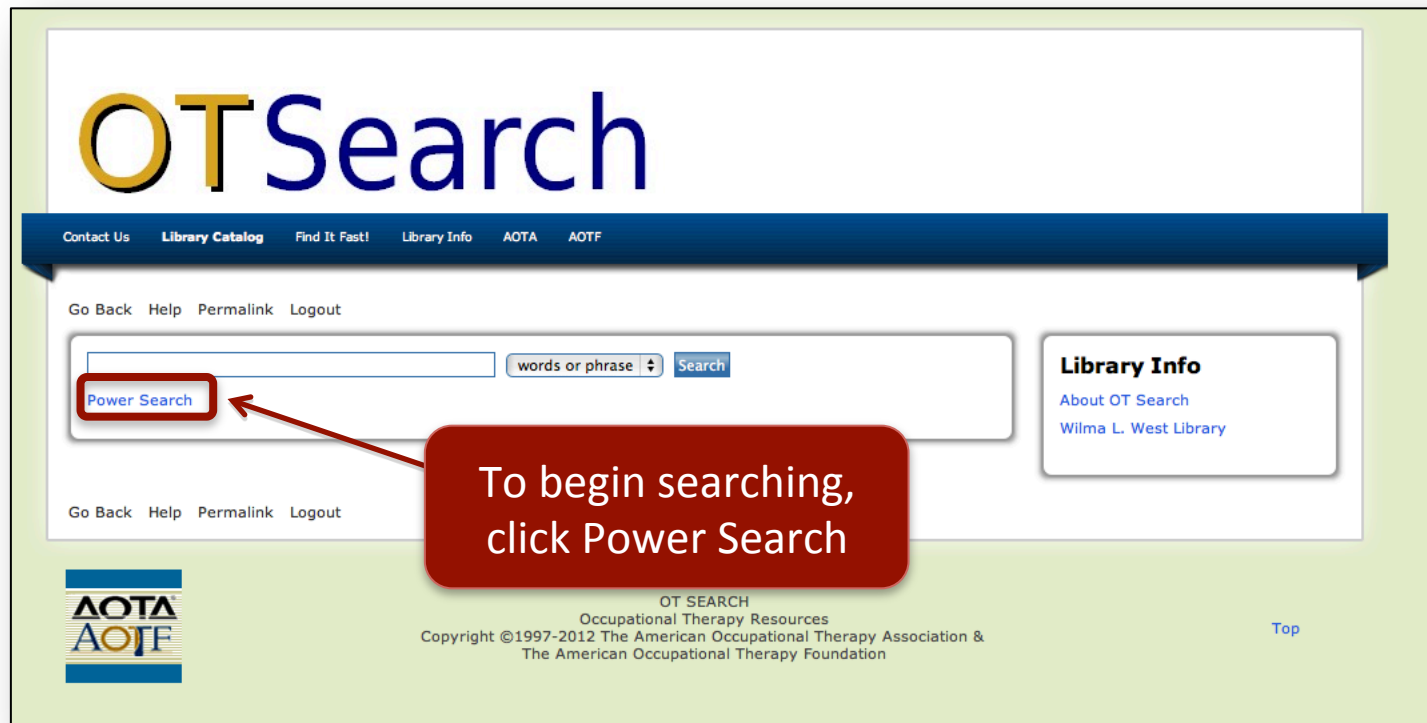 OTSearch
Contact Us Library Catalog Find It Fast! Library Info AOTA AOTF
Go Back Help Permalink Logout
words or phrase Search
Power Search
Library Info
About OT Search
Wilma L. West Library
To begin searching,
click Power Search
Go Back Help Permalink Logout
AOTA®
AOTF
OT SEARCH
Occupational Therapy Resources
Copyright ©1997-2012 The American Occupational Therapy Association &
The American Occupational Therapy Foundation
Top